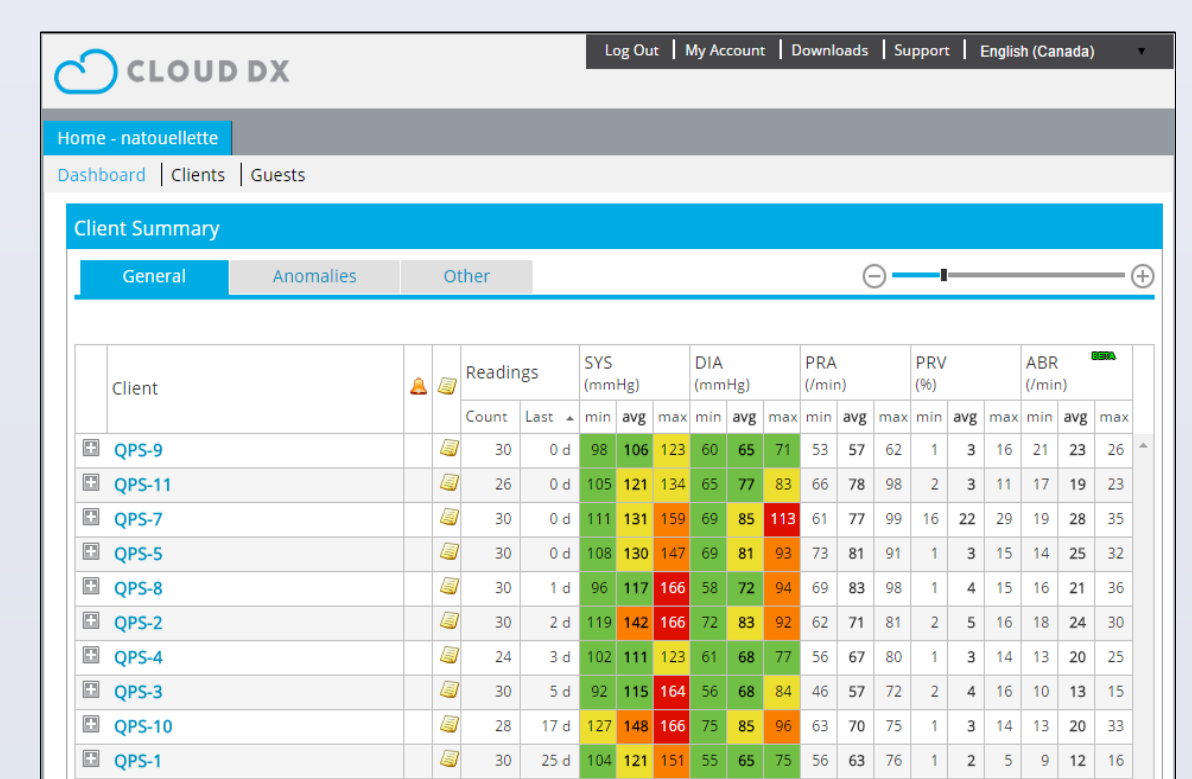 CLOUD DX
Log Out | My Account | Downloads | Support | English (Canada)
Home - natouellette
Dashboard | Clients | Guests
Client Summary
General Anomalies Other
Client Readings SYS (mmHg) DIA (mmHg) PRA (/min) PRV (%) ABR (/min) BETA
Count Last min avg max min avg max min avg max min avg max min avg max
QPS-9 30 0 d 98 106 123 60 65 71 53 57 62 1 3 16 21 23 26
QPS-11 26 0 d 105 121 134 65 77 83 66 78 98 2 3 11 17 19 23
QPS-7 30 0 d 111 131 159 69 85 113 61 77 99 16 22 29 19 28 35
QPS-5 30 0 d 108 130 147 69 81 93 73 81 91 1 3 15 14 25 32
QPS-8 30 1 d 96 117 166 58 72 94 69 83 98 1 4 15 16 21 36
QPS-2 30 2 d 119 142 166 72 83 92 62 71 81 2 5 16 18 24 30
QPS-4 24 3 d 102 111 123 61 68 77 56 67 80 1 3 14 13 20 25
QPS-3 30 5 d 92 115 164 56 68 84 46 57 72 2 4 16 10 13 15
QPS-10 28 17 d 127 148 166 75 85 96 63 70 75 1 3 14 13 20 33
QPS-1 30 25 d 104 121 151 55 65 75 56 63 76 1 2 5 9 12 16